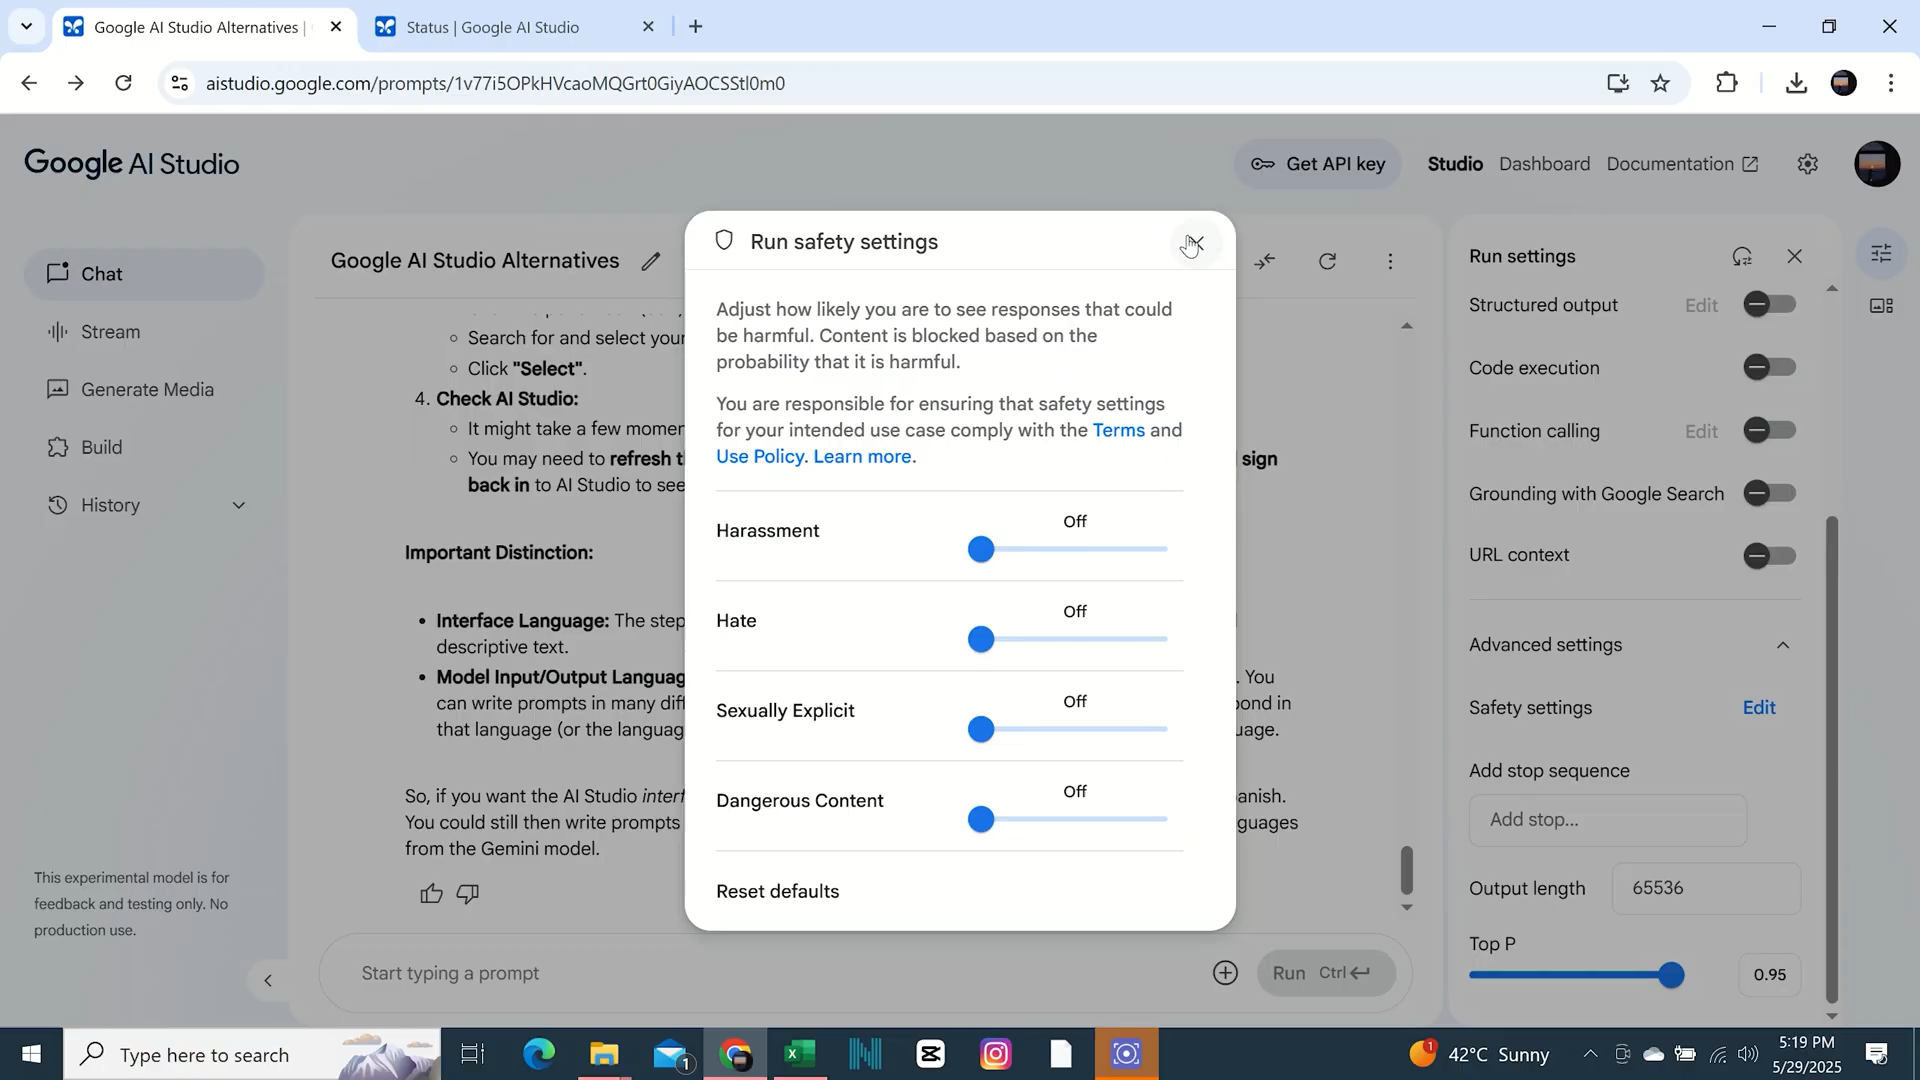 Google AI Studio Alternatives |
Status | Google AI Studio
aistudio.google.com/prompts/1v77i5OPkHVcaoMQGrt0GiyAOCSStl0m0
Google AI Studio
Get API key
Studio
Dashboard
Documentation
Chat
Stream
Generate Media
Build
History
This experimental model is for
feedback and testing only. No
production use.
Google AI Studio Alternatives
Search for and select your
Click "Select".
4. Check AI Studio:
It might take a few momen
You may need to refresh t
sign
back in to AI Studio to see
Important Distinction:
Interface Language: The step
descriptive text.
Model Input/Output Languag
. You
can write prompts in many diff
pond in
that language (or the languag
uage.
So, if you want the AI Studio interf
anish.
You could still then write prompts
guages
from the Gemini model.
Start typing a prompt
Run Ctrl
Run safety settings
Adjust how likely you are to see responses that could
be harmful. Content is blocked based on the
probability that it is harmful.
You are responsible for ensuring that safety settings
for your intended use case comply with the Terms and
Use Policy. Learn more.
Harassment
Off
Hate
Off
Sexually Explicit
Off
Dangerous Content
Off
Reset defaults
Run settings
Structured output
Edit
Code execution
Function calling
Edit
Grounding with Google Search
URL context
Advanced settings
Safety settings
Edit
Add stop sequence
Add stop...
Output length
65536
Top P
0.95
Type here to search
1
1
42°C Sunny
5:19 PM
5/29/2025